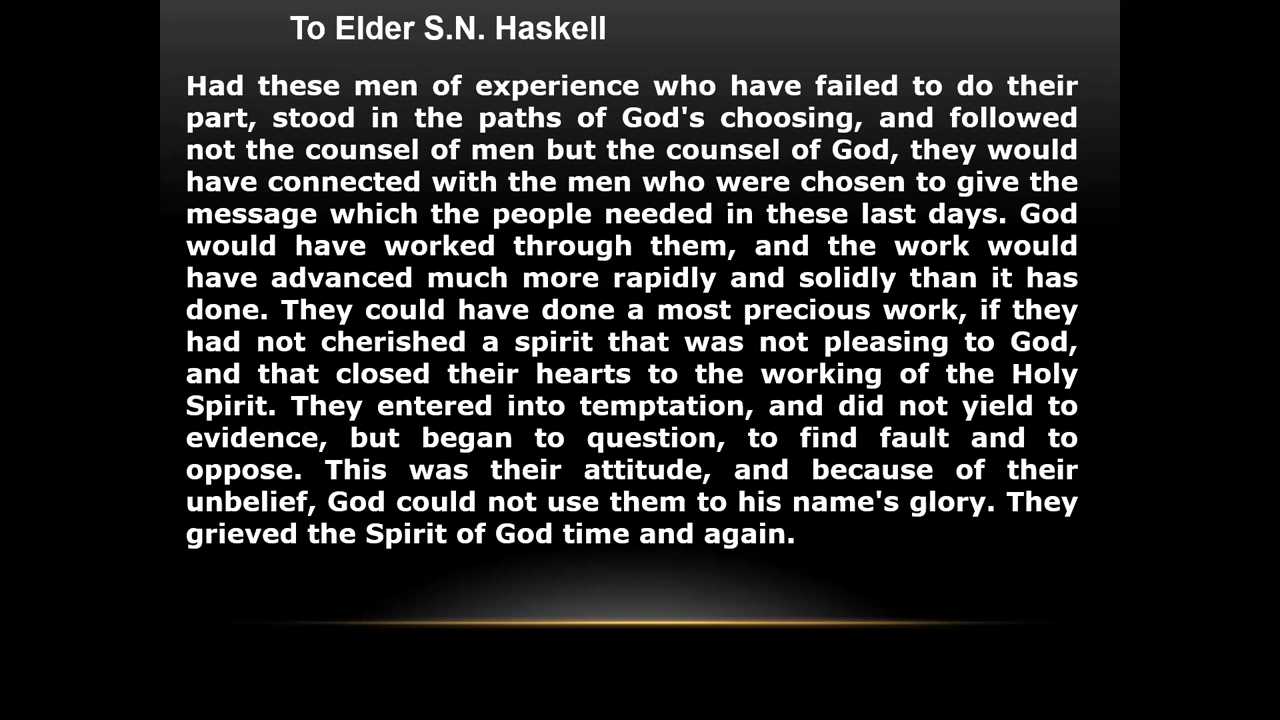 To Elder S.N. Haskell
Had these men of experience who have failed to do their
part, stood in the paths of God's choosing, and followed
not the counsel of men but the counsel of God, they would
have connected with the men who were chosen to give the
message which the people needed in these last days. God
would have worked through them, and the work would
have advanced much more rapidly and solidly than it has
done. They could have done a most precious work, if they
had not cherished a spirit that was not pleasing to God,
and that closed their hearts to the working of the Holy
Spirit. They entered into temptation, and did not yield to
evidence, but began to question, to find fault and to
oppose. This was their attitude, and because of their
unbelief, God could not use them to his name's glory. They
grieved the Spirit of God time and again.